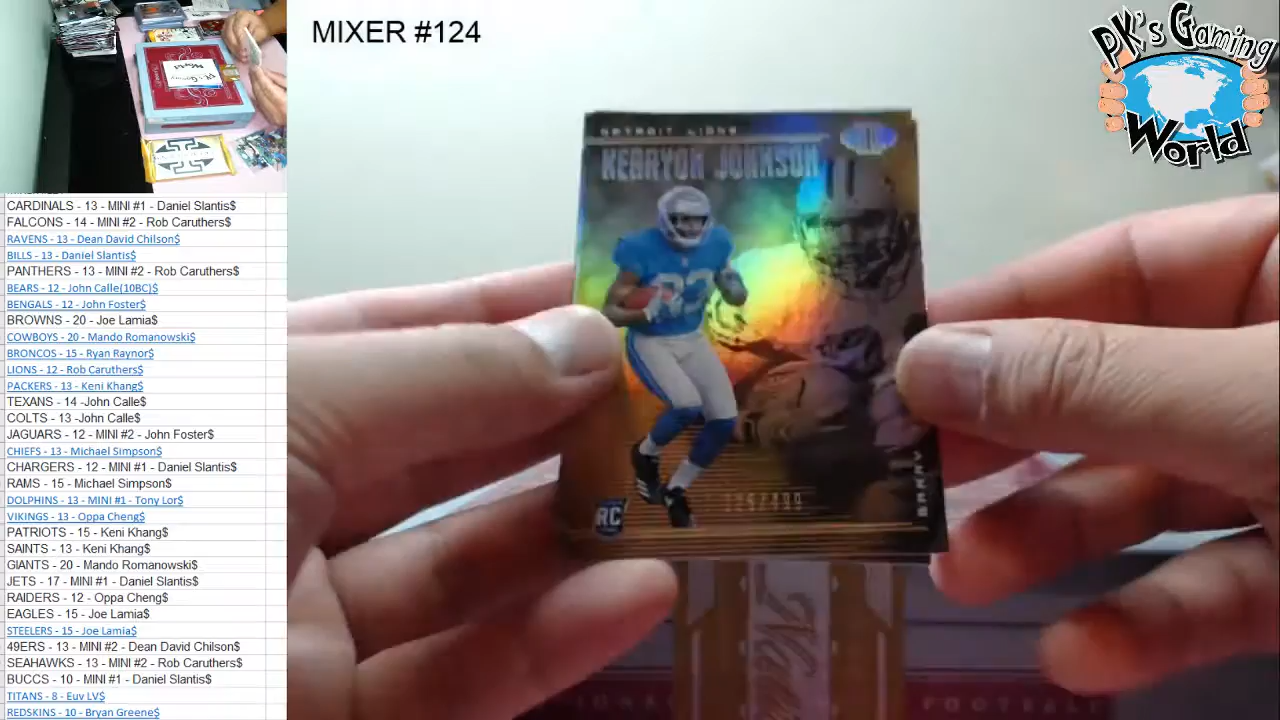 MIXER #124
PK's Gaming
World
CARDINALS - 13 - MINI #1 - Daniel Slantis$
FALCONS - 14 - MINI #2 - Rob Caruthers$
RAVENS - 13 - Dean David Chilson$
BILLS - 13 - Daniel Slantis$
PANTHERS - 13 - MINI #2 - Rob Caruthers$
BEARS - 12 - John Calle(10BC)$
BENGALS - 12 - John Foster$
BROWNS - 20 - Joe Lamia$
COWBOYS - 20 - Mando Romanowski$
BRONCOS - 15 - Ryan Raynor$
LIONS - 12 - Rob Caruthers$
PACKERS - 13 - Keni Khang$
TEXANS - 14 -John Calle$
COLTS - 13 -John Calle$
JAGUARS - 12 - MINI #2 - John Foster$
CHIEFS - 13 - Michael Simpson$
CHARGERS - 12 - MINI #1 - Daniel Slantis$
RAMS - 15 - Michael Simpson$
DOLPHINS - 13 - MINI #1 - Tony Lor$
VIKINGS - 13 - Oppa Cheng$
PATRIOTS - 15 - Keni Khang$
SAINTS - 13 - Keni Khang$
GIANTS - 20 - Mando Romanowski$
JETS - 17 - MINI #1 - Daniel Slantis$
RAIDERS - 12 - Oppa Cheng$
EAGLES - 15 - Joe Lamia$
STEELERS - 15 - Joe Lamia$
49ERS - 13 - MINI #2 - Dean David Chilson$
SEAHAWKS - 13 - MINI #2 - Rob Caruthers$
BUCCS - 10 - MINI #1 - Daniel Slantis$
TITANS - 8 - Euv LV$
REDSKINS - 10 - Bryan Greene$
DETROIT LIONS
KERRYON JOHNSON
33
RC
BARRY
FOOTBALL